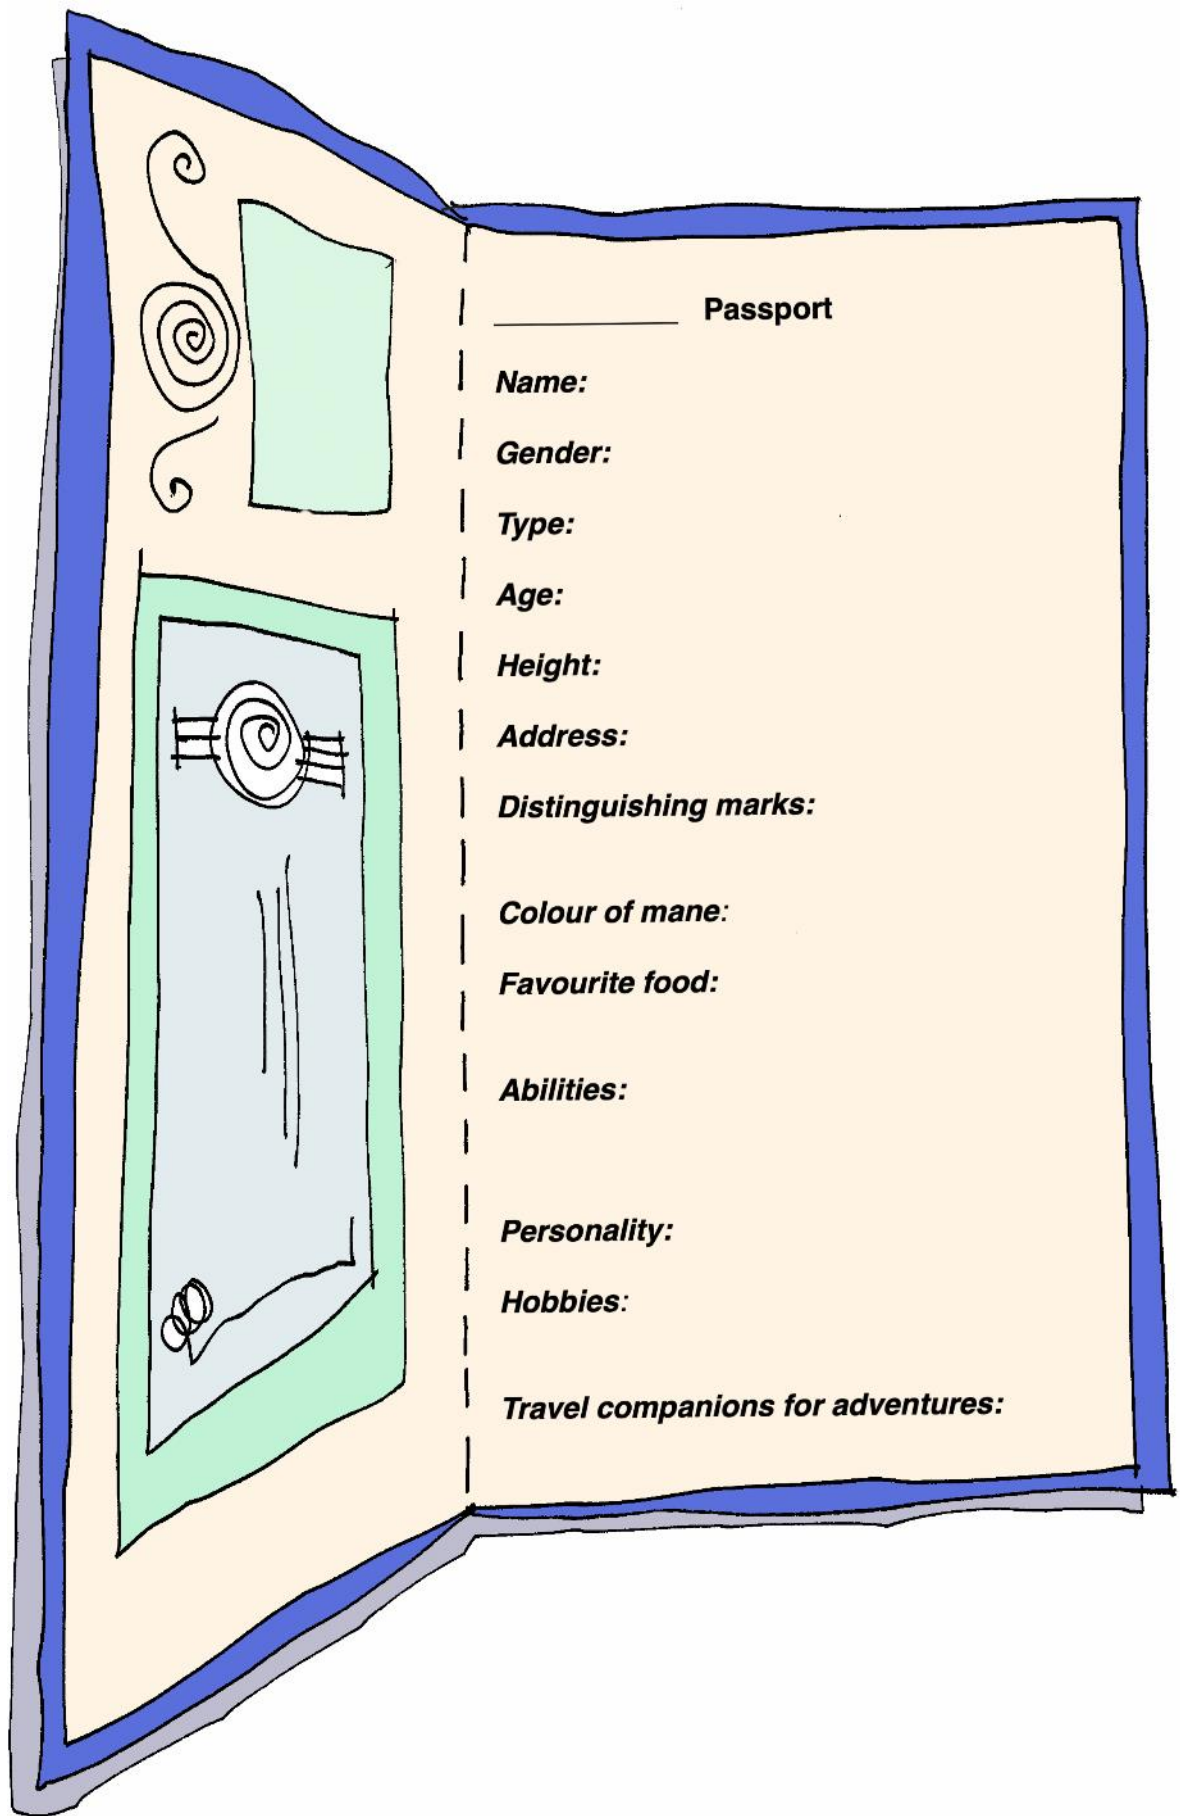 __________ Passport
Name:
Gender:
Type:
Age:
Height:
Address:
Distinguishing marks:
Colour of mane:
Favourite food:
Abilities:
Personality:
Hobbies:
Travel companions for adventures: